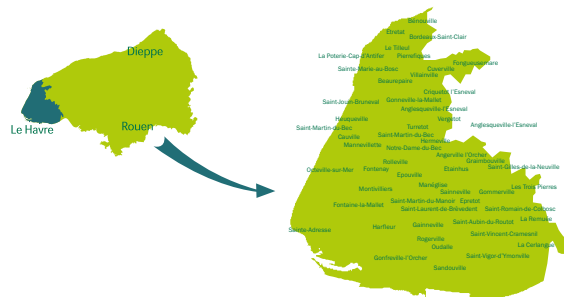 Dieppe
Le Havre
Rouen
Bénouville
Étretat
Bordeaux-Saint-Clair
Le Tilleul
La Poterie-Cap-d'Antifer
Pierrefiques
Fongueusemare
Sainte-Marie-au-Bosc
Cuverville
Villainville
Beaurepaire
Criquetot l'Esneval
Saint-Jouin-Bruneval
Gonneville-la-Mallet
Anglesqueville-l'Esneval
Heuqueville
Vergetot
Anglesqueville-l'Esneval
Saint-Martin-du-Bec
Turretot
Cauville
Saint-Martin-du-Bec
Hermeville
Mannevillette
Notre-Dame-du-Bec
Angerville l'Orcher
Rolleville
Graimbouville
Octeville-sur-Mer
Fontenay
Etainhus
Saint-Gilles-de-la-Neuville
Épouville
Montivilliers
Manéglise
Sainneville
Gommerville
Les Trois Pierres
Fontaine-la-Mallet
Saint-Martin-du-Manoir
Epretot
Saint-Laurent-de-Brèvedent
Saint-Romain-de-Colbosc
Sainte-Adresse
Harfleur
Gainneville
Saint-Aubin-du-Routot
La Remuée
Rogerville
Saint-Vincent-Cramesnil
Oudalle
La Cerlangue
Gonfreville-l'Orcher
Saint-Vigor-d'Ymonville
Sandouville